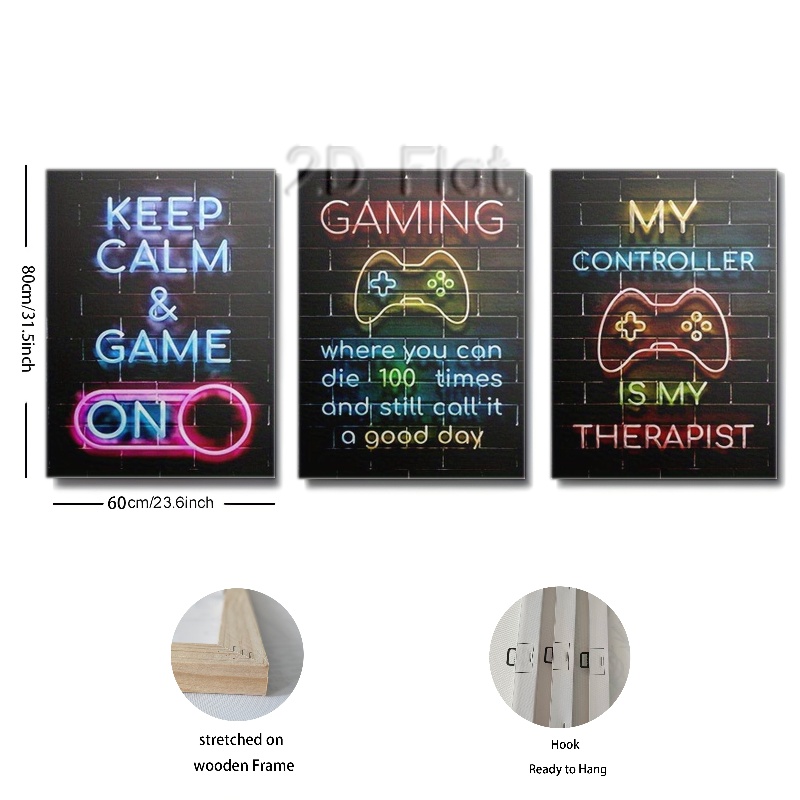 2D Flat
KEEP
CALM
&
GAME
ON
GAMING
where you can
die 100 times
and still call it
a good day
MY
CONTROLLER
IS MY
THERAPIST
80cm/31.5inch
60cm/23.6inch
stretched on
wooden Frame
Hook
Ready to Hang